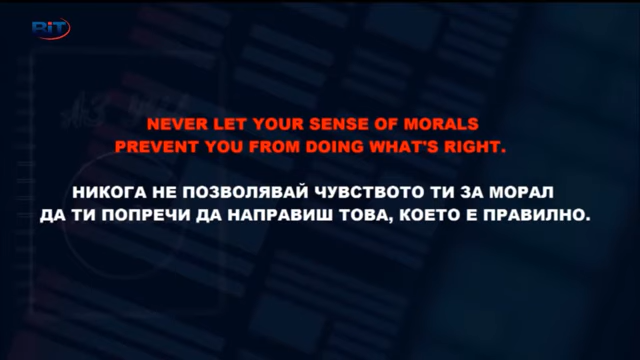 BiT
NEVER LET YOUR SENSE OF MORALS
PREVENT YOU FROM DOING WHAT'S RIGHT.
НИКОГА НЕ ПОЗВОЛЯВАЙ ЧУВСТВОТО ТИ ЗА МОРАЛ
ДА ТИ ПОПРЕЧИ ДА НАПРАВИШ ТОВА, КОЕТО Е ПРАВИЛНО.